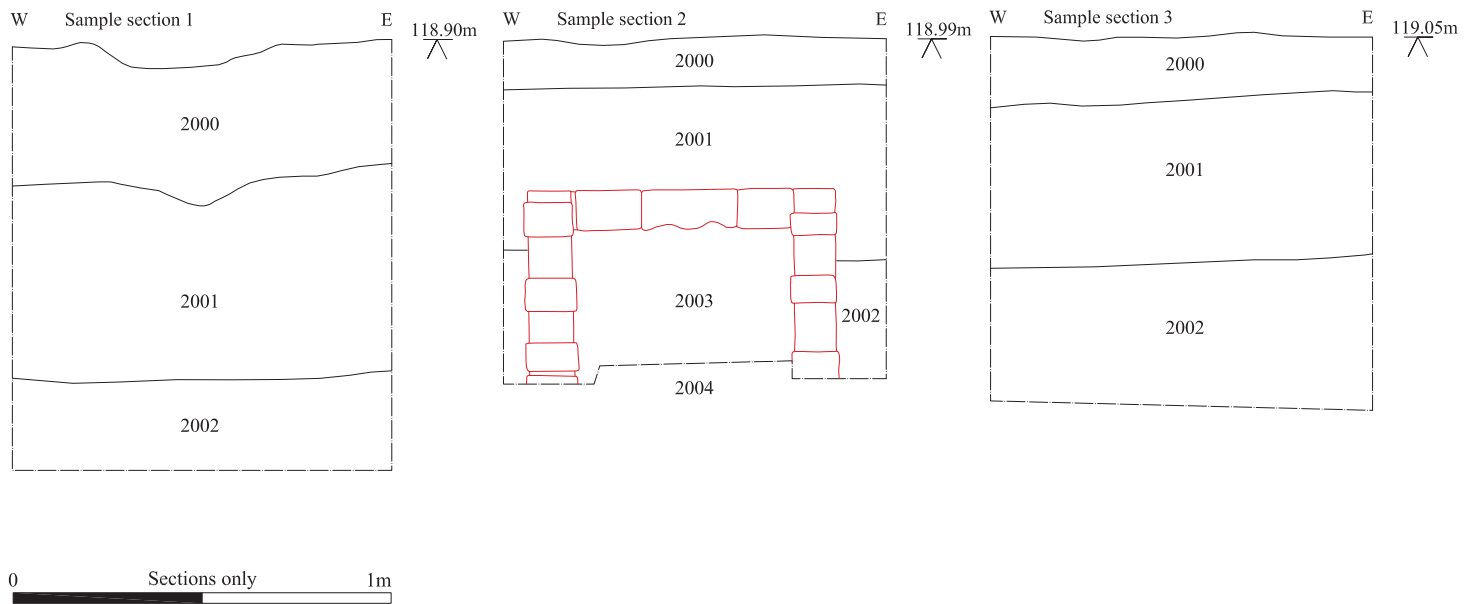 W Sample section 1 E
118.90m
2000
2001
2002
W Sample section 2 E
118.99m
2000
2001
2003
2002
2004
W Sample section 3 E
119.05m
2000
2001
2002
0 Sections only 1m